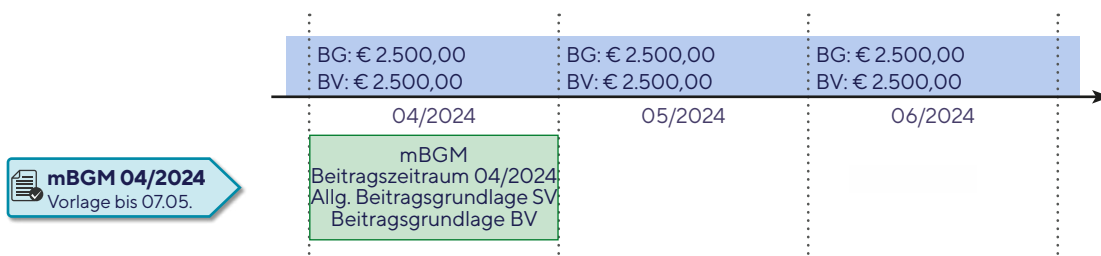 BG: € 2.500,00
BV: € 2.500,00
BG: € 2.500,00
BV: € 2.500,00
BG: € 2.500,00
BV: € 2.500,00
04/2024
05/2024
06/2024
mBGM 04/2024
Vorlage bis 07.05.
mBGM
Beitragszeitraum 04/2024
Allg. Beitragsgrundlage SV
Beitragsgrundlage BV